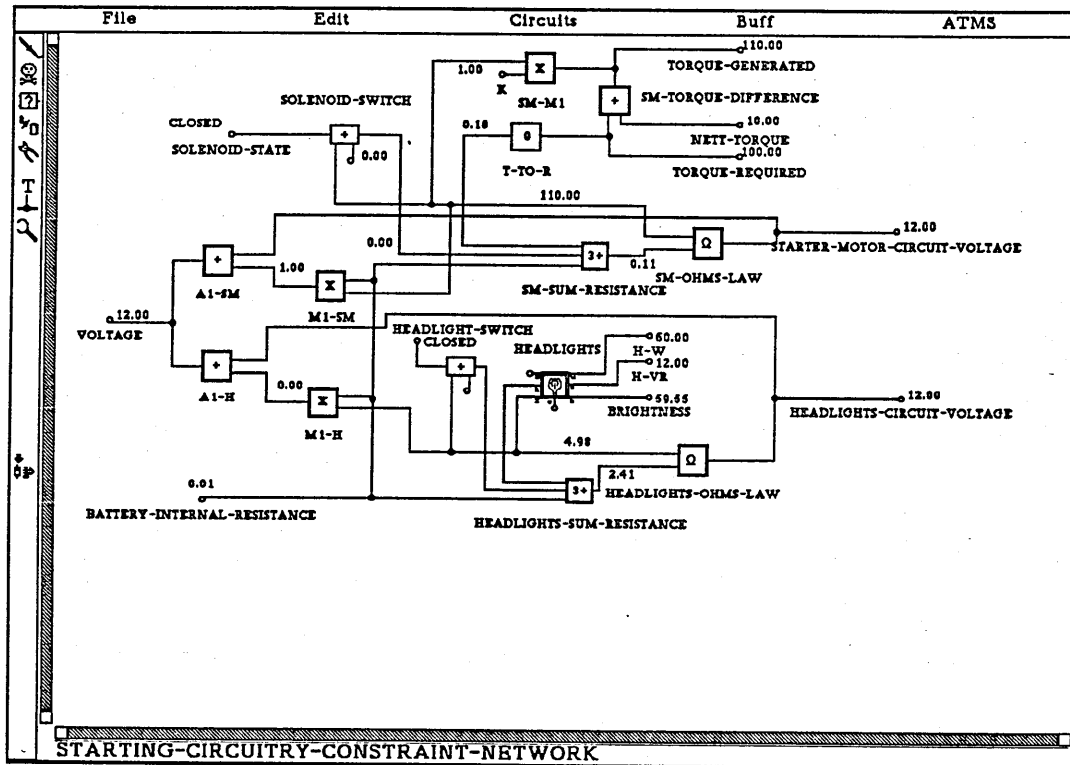 File Edit Circuits Buff ATMS
110.00
TORQUE-GENERATED
1.00
X
K
SM-M1
+
SM-TORQUE-DIFFERENCE
SOLENOID-SWITCH
CLOSED
SOLENOID-STATE
+
0.00
0.18
T-TO-R
10.00
NETT-TORQUE
100.00
TORQUE-REQUIRED
110.00
12.00
STARTER-MOTOR-CIRCUIT-VOLTAGE
0.00
3+
0.11
Ω
SM-OHMS-LAW
SM-SUM-RESISTANCE
+
A1-SM
1.00
X
M1-SM
12.00
VOLTAGE
HEADLIGHT-SWITCH
CLOSED
+
HEADLIGHTS
60.00
H-W
12.00
H-VR
59.65
BRIGHTNESS
+
A1-H
0.00
X
M1-H
12.00
HEADLIGHTS-CIRCUIT-VOLTAGE
4.98
Ω
2.41
HEADLIGHTS-OHMS-LAW
3+
HEADLIGHTS-SUM-RESISTANCE
0.01
BATTERY-INTERNAL-RESISTANCE
T
?
STARTING-CIRCUITRY-CONSTRAINT-NETWORK